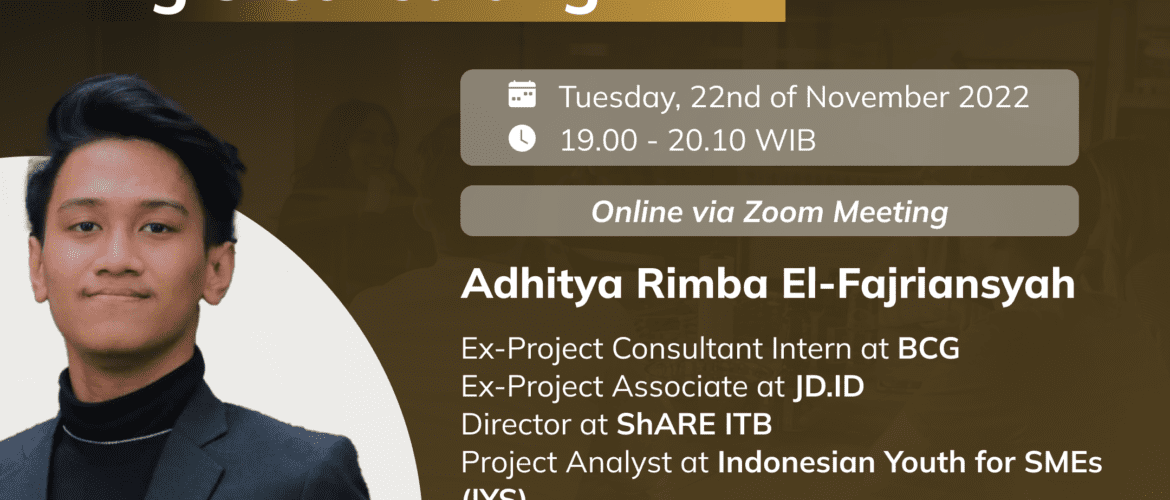 Tuesday, 22nd of November 2022
19.00 - 20.10 WIB
Online via Zoom Meeting
Adhitya Rimba El-Fajriansyah
Ex-Project Consultant Intern at BCG
Ex-Project Associate at JD.ID
Director at ShARE ITB
Project Analyst at Indonesian Youth for SMEs
(IYS)